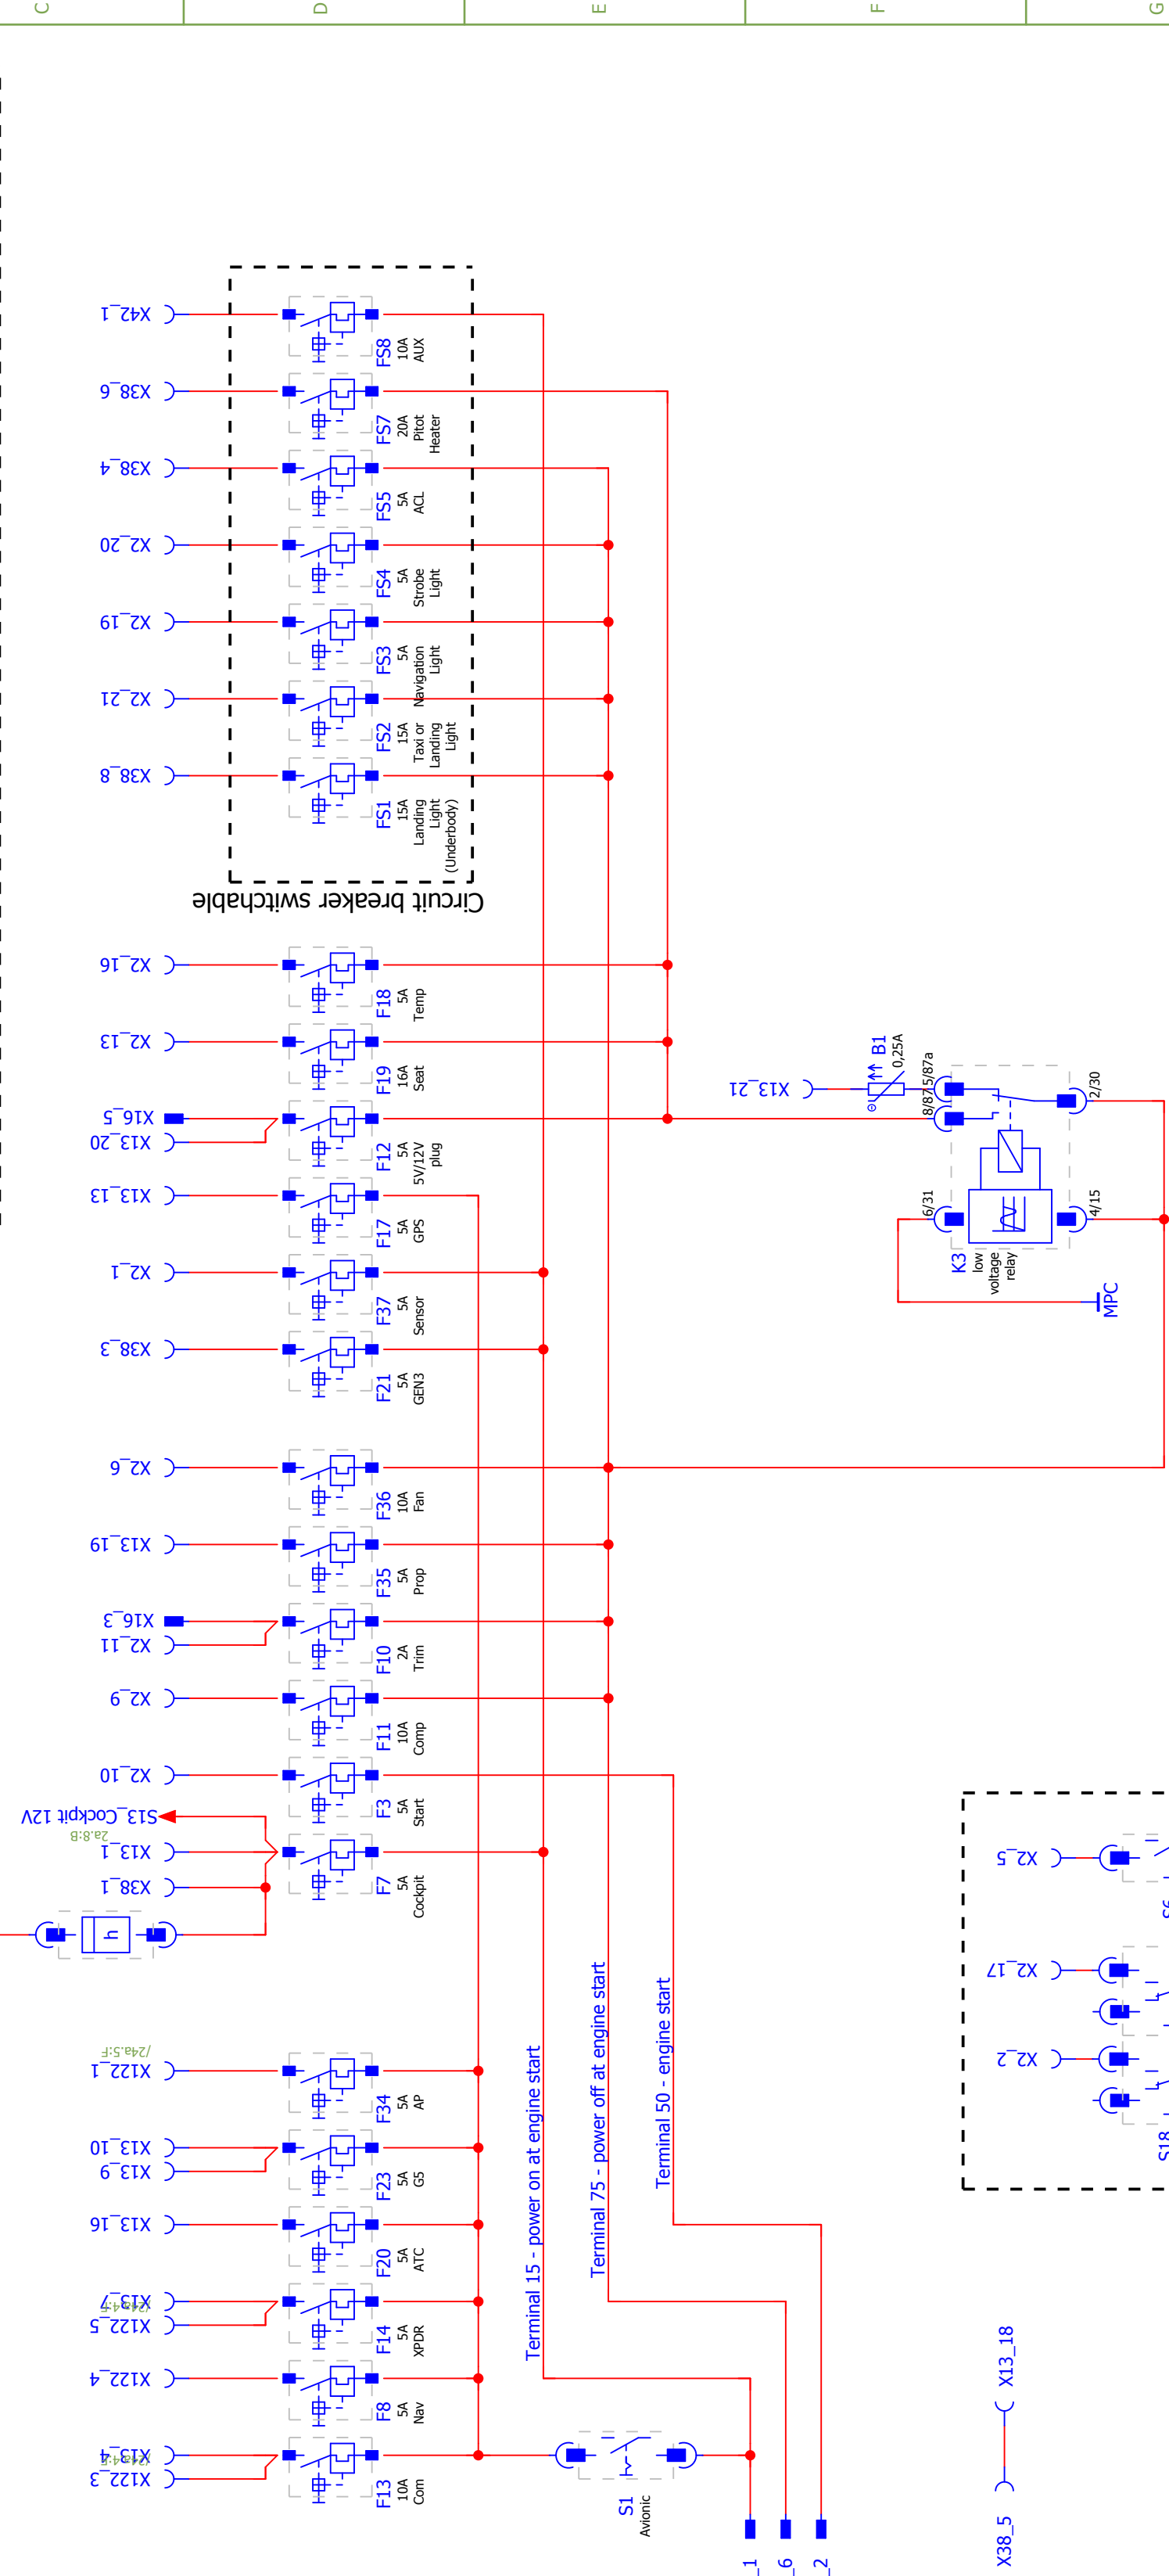 C
D
E
F
G
X42_1
FS8
10A
AUX
X38_6
FS7
20A
Pitot
Heater
X38_4
FS5
5A
ACL
X2_20
FS4
5A
Strobe
Light
X2_19
FS3
5A
Navigation
Light
X2_21
FS2
15A
Taxi or
Landing
Light
X38_8
FS1
15A
Landing
Light
(Underbody)
Circuit breaker switchable
X2_16
F18
5A
Temp
X2_13
F19
16A
Seat
X16_5
X13_20
F12
5A
5V/12V
plug
X13_13
F17
5A
GPS
X2_1
F37
5A
Sensor
X38_3
F21
5A
GEN3
X13_21
B1
0,25A
8/87
5/87a
2/30
6/31
4/15
K3
low
voltage
relay
MPC
X2_6
F36
10A
Fan
X13_19
F35
5A
Prop
X16_3
X2_11
F10
2A
Trim
X2_9
F11
10A
Comp
X2_10
F3
5A
Start
S13_Cockpit 12V
2a.8:B
X13_1
X38_1
F7
5A
Cockpit
h
/24a.5:F
X122_1
F34
5A
AP
X13_10
X13_9
F23
5A
G5
X13_16
F20
5A
ATC
X13_7
X122_5
F14
5A
XPDR
X122_4
F8
5A
Nav
X13_4
X122_3
F13
10A
Com
Terminal 15 - power on at engine start
Terminal 75 - power off at engine start
Terminal 50 - engine start
S1
Avionic
_1
_6
_2
X2_5
X2_17
X2_2
S18
X13_18
X38_5